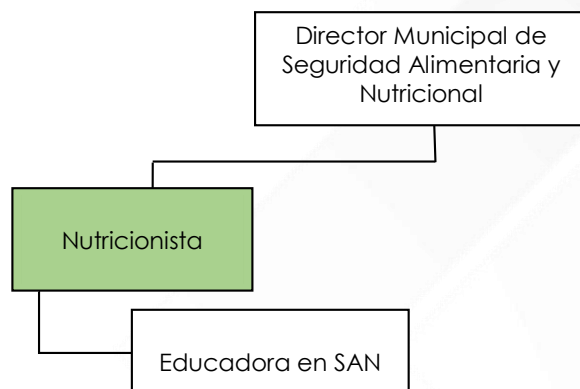 Director Municipal de
Seguridad Alimentaria y
Nutricional
Nutricionista
Educadora en SAN